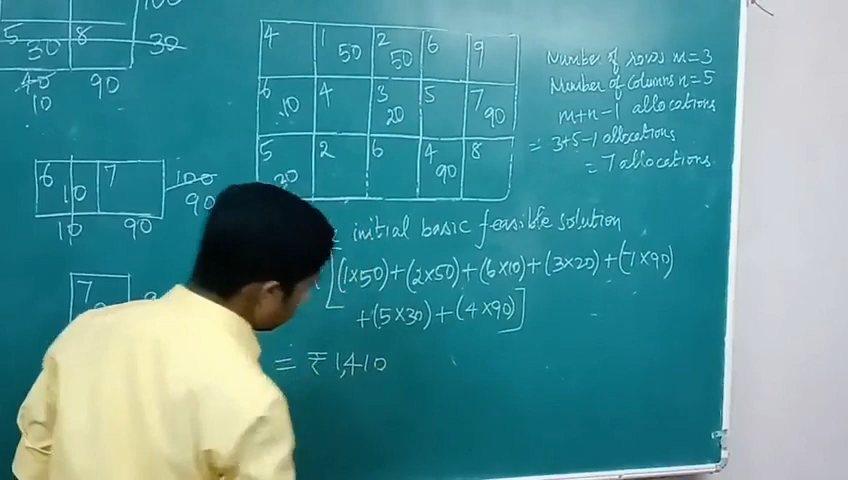 100
5 30 8 30
40 90
10
6 10 7 100
90
10 90
7
4 1 50 2 50 6 9
6 10 4 3 20 5 7 90
5 30 2 6 4 90 8
Number of rows m=3
Number of Columns n=5
m+n-1 allocations
= 3+5-1 allocations
= 7 allocations
initial basic feasible solution
[(1×50)+(2×50)+(6×10)+(3×20)+(7×90)
+(5×30)+(4×90)]
= ₹1,410